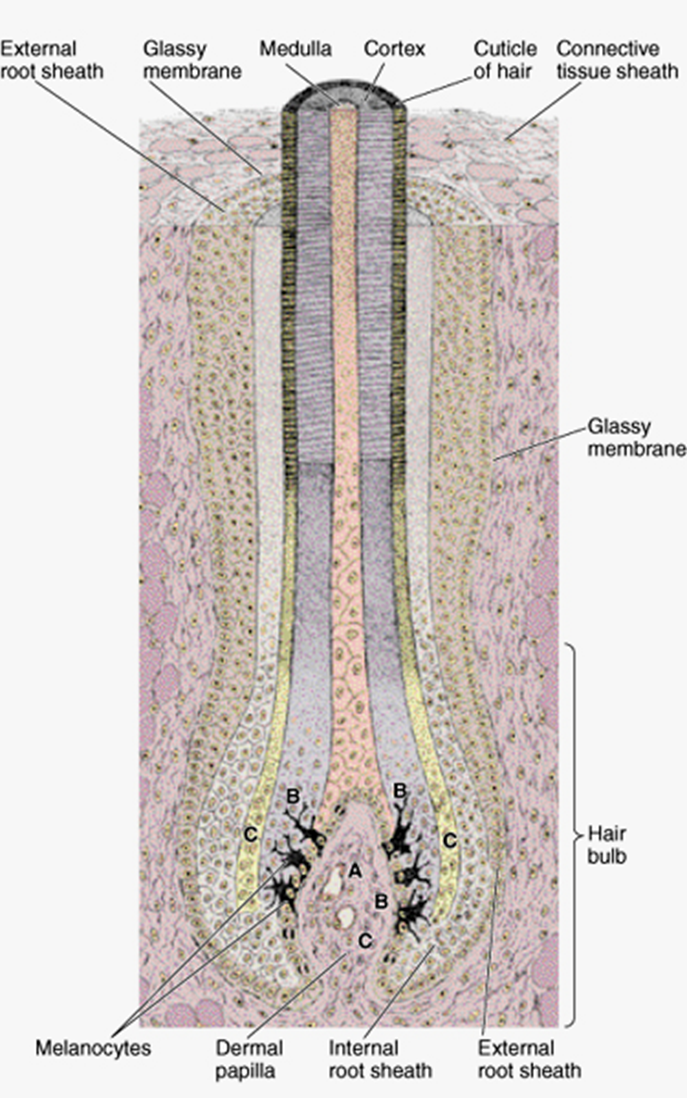 External
root sheath
Glassy
membrane
Medulla
Cortex
Cuticle
of hair
Connective
tissue sheath
Glassy
membrane
B
B
C
C
A
B
C
Hair
bulb
Melanocytes
Dermal
papilla
Internal
root sheath
External
root sheath